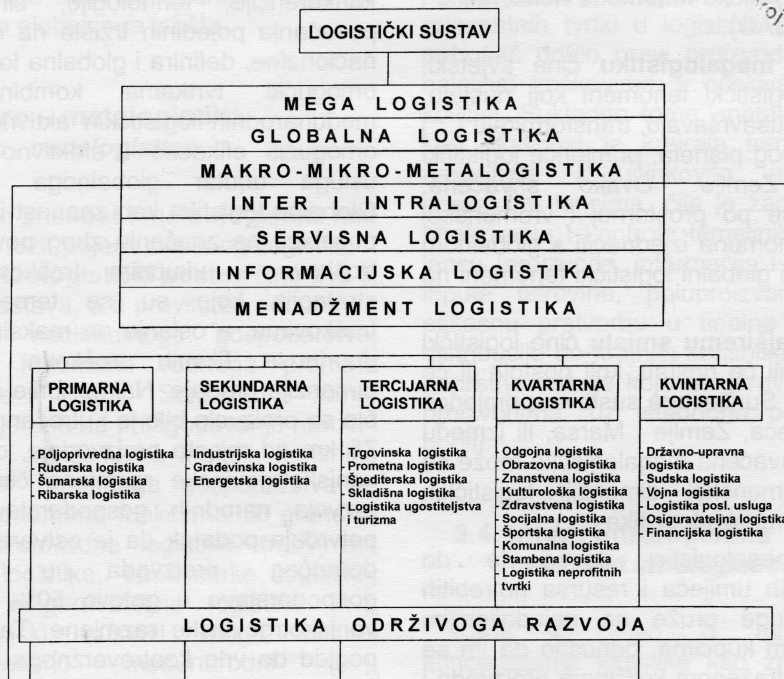 LOGISTIČKI SUSTAV
MEGA LOGISTIKA
GLOBALNA LOGISTIKA
MAKRO-MIKRO-METALOGISTIKA
INTER I INTRALOGISTIKA
SERVISNA LOGISTIKA
INFORMACIJSKA LOGISTIKA
MENADŽMENT LOGISTIKA
PRIMARNA
LOGISTIKA
- Poljoprivredna logistika
- Rudarska logistika
- Šumarska logistika
- Ribarska logistika
SEKUNDARNA
LOGISTIKA
- Industrijska logistika
- Građevinska logistika
- Energetska logistika
TERCIJARNA
LOGISTIKA
- Trgovinska logistika
- Prometna logistika
- Špediterska logistika
- Skladišna logistika
- Logistika ugostiteljstva
i turizma
KVARTARNA
LOGISTIKA
- Odgojna logistika
- Obrazovna logistika
- Znanstvena logistika
- Kulturološka logistika
- Zdravstvena logistika
- Socijalna logistika
- Športska logistika
- Komunalna logistika
- Stambena logistika
- Logistika neprofitnih
tvrtki
KVINTARNA
LOGISTIKA
- Državno-upravna
logistika
- Sudska logistika
- Vojna logistika
- Logistika posl. usluga
- Osiguravateljna logistika
- Financijska logistika
LOGISTIKA ODRŽIVOGA RAZVOJA